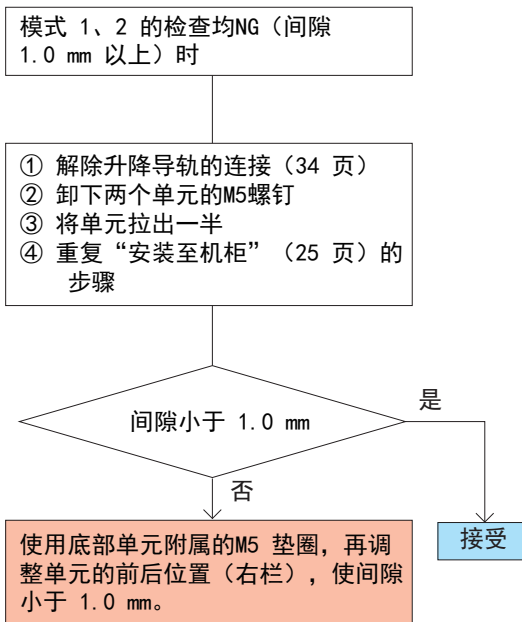 模式 1、2 的检查均NG（间隙
1.0 mm 以上）时
① 解除升降导轨的连接（34 页）
② 卸下两个单元的M5螺钉
③ 将单元拉出一半
④ 重复“安装至机柜”（25 页）的
步骤
间隙小于 1.0 mm
是
否
使用底部单元附属的M5 垫圈，再调
整单元的前后位置（右栏），使间隙
小于 1.0 mm。
接受